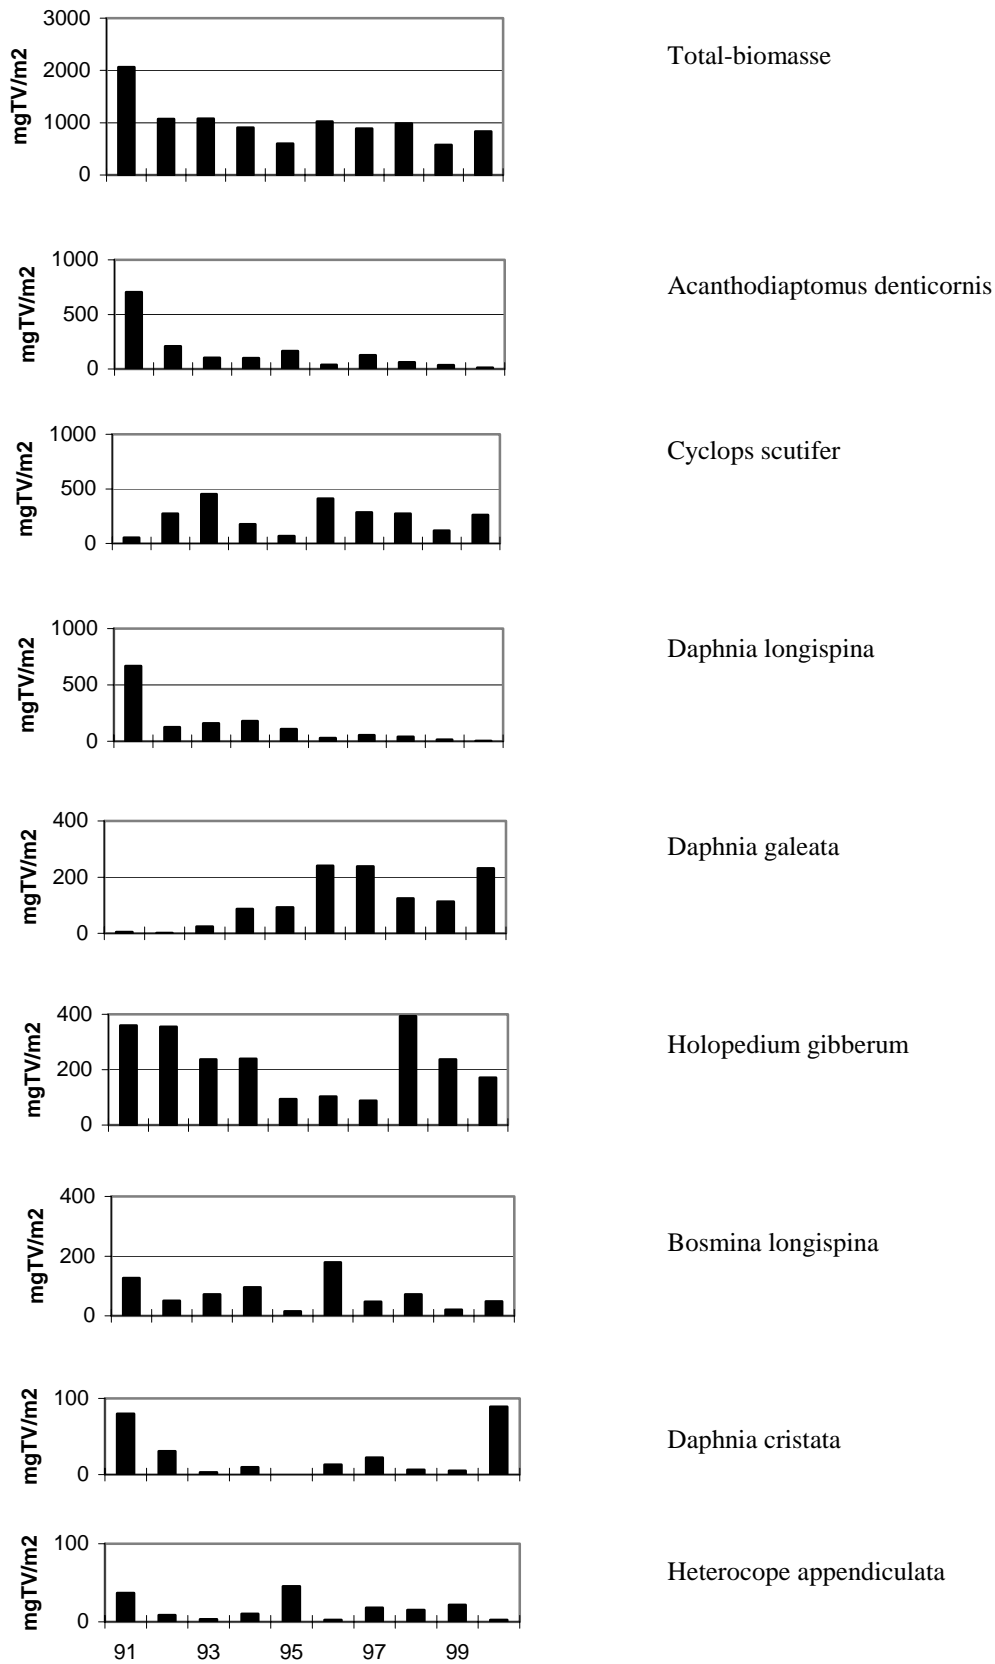 3000
2000
1000
0
mgTV/m2
Total-biomasse
1000
500
0
mgTV/m2
Acanthodiaptomus denticornis
1000
500
0
mgTV/m2
Cyclops scutifer
1000
500
0
mgTV/m2
Daphnia longispina
400
200
0
mgTV/m2
Daphnia galeata
400
200
0
mgTV/m2
Holopedium gibberum
400
200
0
mgTV/m2
Bosmina longispina
100
0
mgTV/m2
Daphnia cristata
100
0
mgTV/m2
Heterocope appendiculata
91 93 95 97 99